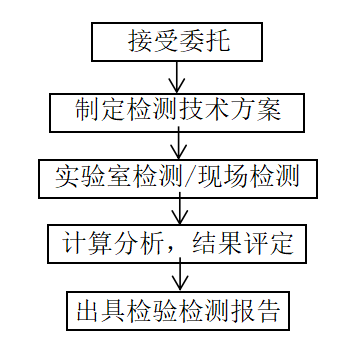 接受委托
制定检测技术方案
实验室检测/现场检测
计算分析，结果评定
出具检验检测报告